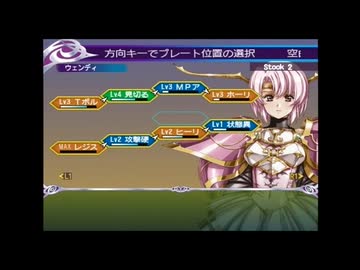 方向キーでプレート位置の選択
Stock 2
ウェンディ
Lv3 Tボル
Lv4 見切る
Lv3 MPア
Lv3 ホーリ
MAX レジス
Lv2 攻撃硬
Lv2 ヒーリ
Lv1 状態異